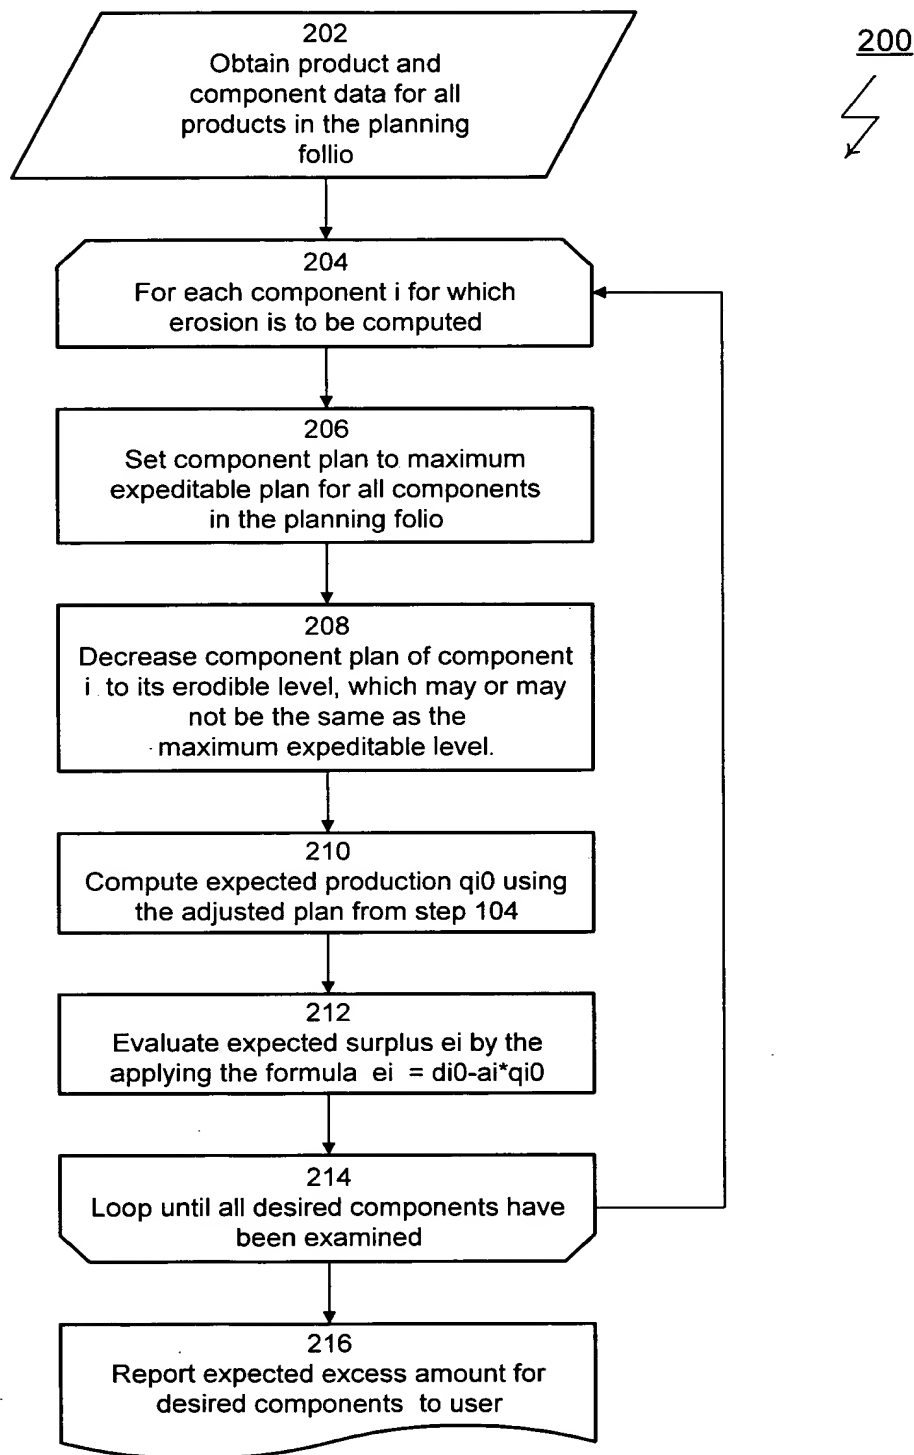 200
202
Obtain product and
component data for all
products in the planning
follio
204
For each component i for which
erosion is to be computed
206
Set component plan to maximum
expeditable plan for all components
in the planning folio
208
Decrease component plan of component
i to its erodible level, which may or may
not be the same as the
maximum expeditable level.
210
Compute expected production qi0 using
the adjusted plan from step 104
212
Evaluate expected surplus ei by the
applying the formula ei = di0-ai*qi0
214
Loop until all desired components have
been examined
216
Report expected excess amount for
desired components to user